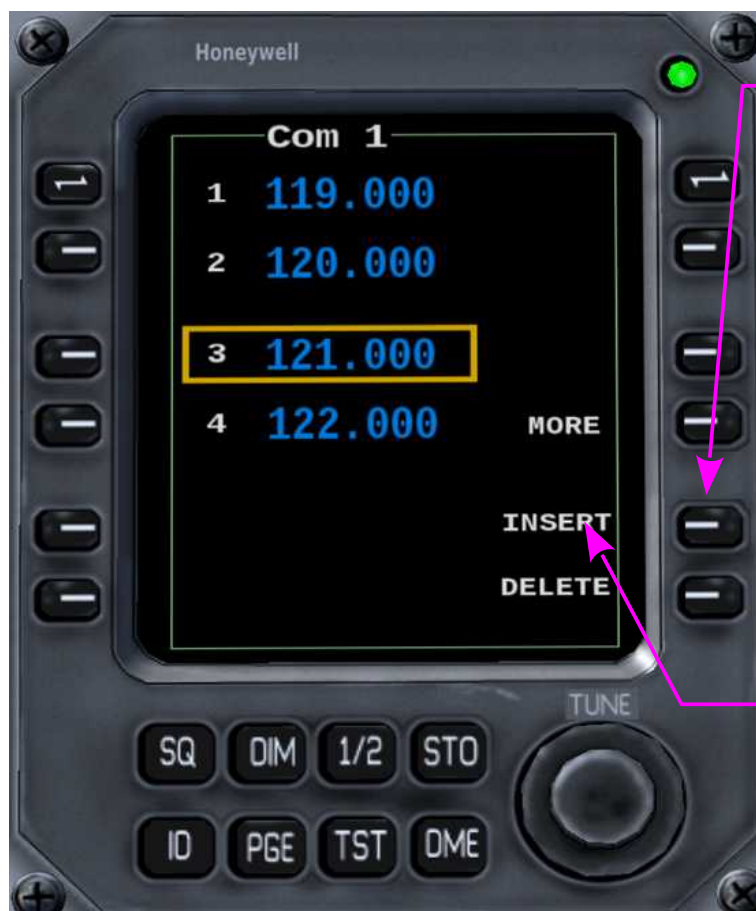 Honeywell
Com 1
1 119.000
2 120.000
3 121.000
4 122.000 MORE
INSERT
DELETE
TUNE
SQ DIM 1/2 STO
ID PGE TST DME